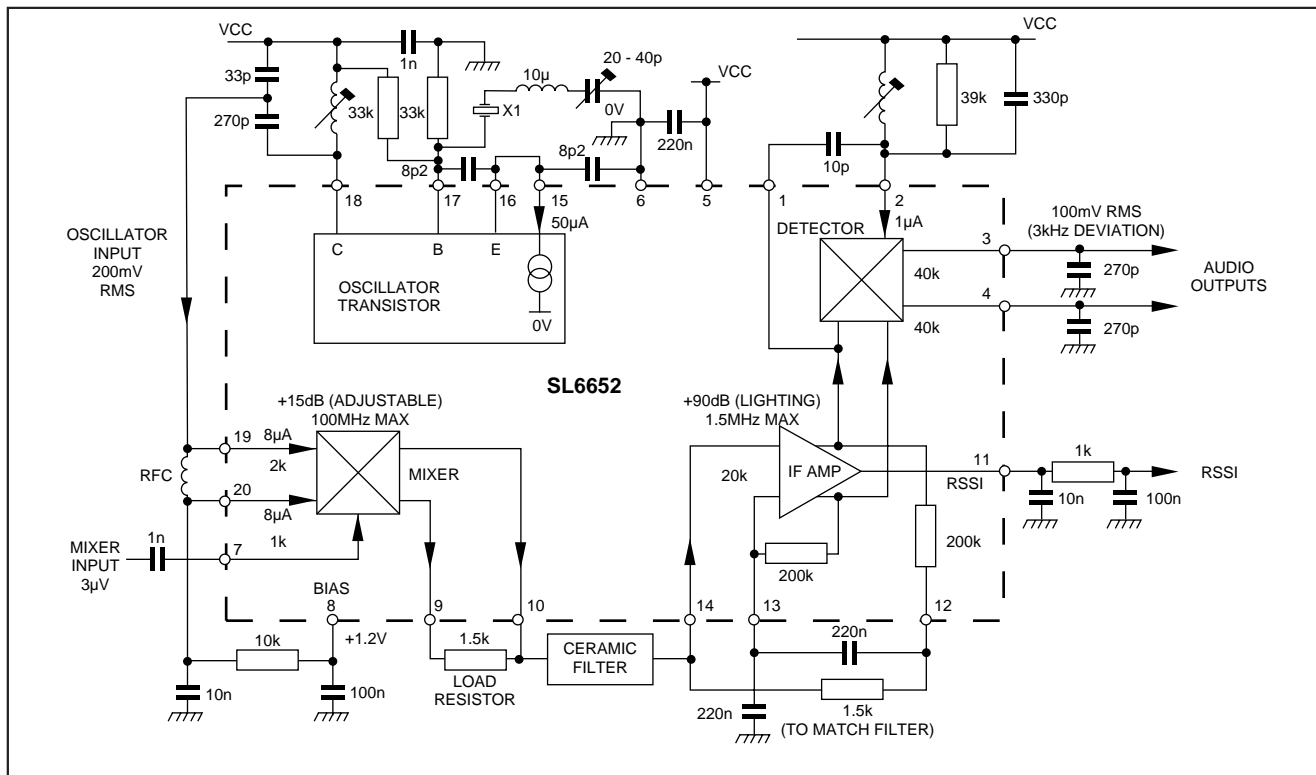 VCC
1n
33p
270p
33k
33k
10µ
20 - 40p
X1
0V
220n
VCC
8p2
8p2
VCC
39k
330p
10p
18
17
16
15
6
5
1
2
50µA
C
B
E
OSCILLATOR
TRANSISTOR
0V
OSCILLATOR
INPUT
200mV
RMS
DETECTOR
1µA
40k
40k
3
4
100mV RMS
(3kHz DEVIATION)
270p
270p
AUDIO
OUTPUTS
SL6652
+15dB (ADJUSTABLE)
100MHz MAX
19
8µA
2k
MIXER
RFC
20
8µA
MIXER
INPUT
3µV
1n
7
1k
+90dB (LIGHTING)
1.5MHz MAX
20k
IF AMP
RSSI
11
1k
10n
100n
RSSI
200k
200k
BIAS
8
+1.2V
9
10
14
13
12
10k
10n
100n
1.5k
LOAD
RESISTOR
CERAMIC
FILTER
220n
220n
1.5k
(TO MATCH FILTER)